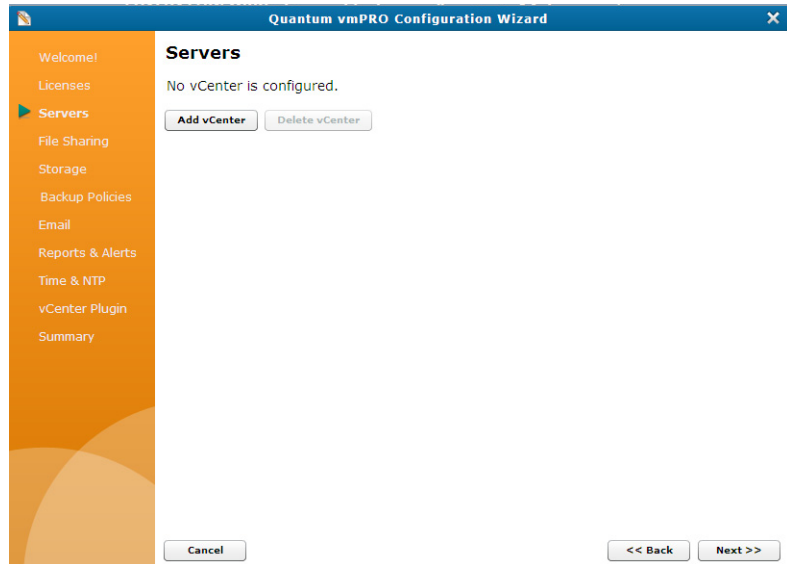 Quantum vmPRO Configuration Wizard
Welcome!
Licenses
Servers
File Sharing
Storage
Backup Policies
Email
Reports & Alerts
Time & NTP
vCenter Plugin
Summary
Servers
No vCenter is configured.
Add vCenter Delete vCenter
Cancel << Back Next >>